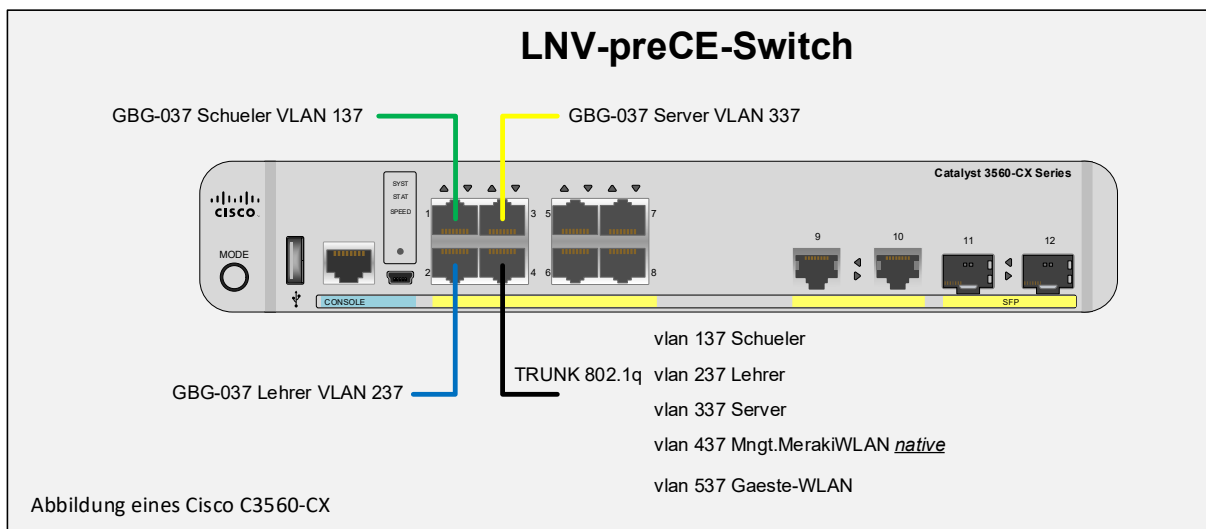 LNV-preCE-Switch
GBG-037 Schueler VLAN 137
GBG-037 Server VLAN 337
Catalyst 3560-CX Series
CISCO
MODE
SYST
STAT
SPEED
1
3
5
7
2
4
6
8
9
10
11
12
CONSOLE
SFP
GBG-037 Lehrer VLAN 237
TRUNK 802.1q
vlan 137 Schueler
vlan 237 Lehrer
vlan 337 Server
vlan 437 Mngt.MerakiWLAN native
vlan 537 Gaeste-WLAN
Abbildung eines Cisco C3560-CX